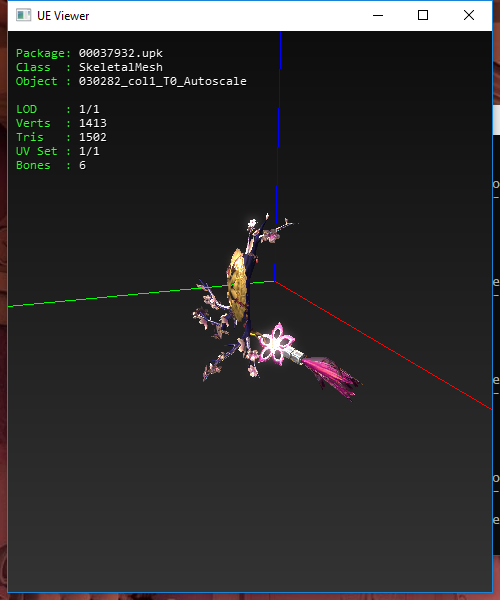 UE Viewer
Package: 00037932.upk
Class : SkeletalMesh
Object : 030282_col1_T0_Autoscale
LOD : 1/1
Verts : 1413
Tris : 1502
UV Set : 1/1
Bones : 6